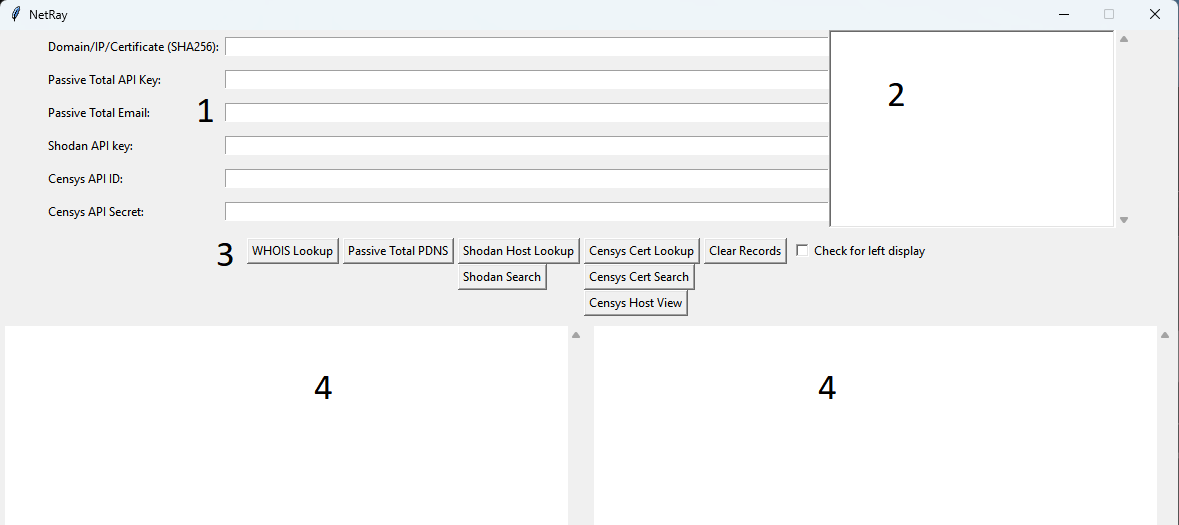 NetRay
Domain/IP/Certificate (SHA256):
Passive Total API Key:
Passive Total Email:
1
2
Shodan API key:
Censys API ID:
Censys API Secret:
3
WHOIS Lookup Passive Total PDNS Shodan Host Lookup Censys Cert Lookup Clear Records Check for left display
Shodan Search Censys Cert Search
Censys Host View
4 4